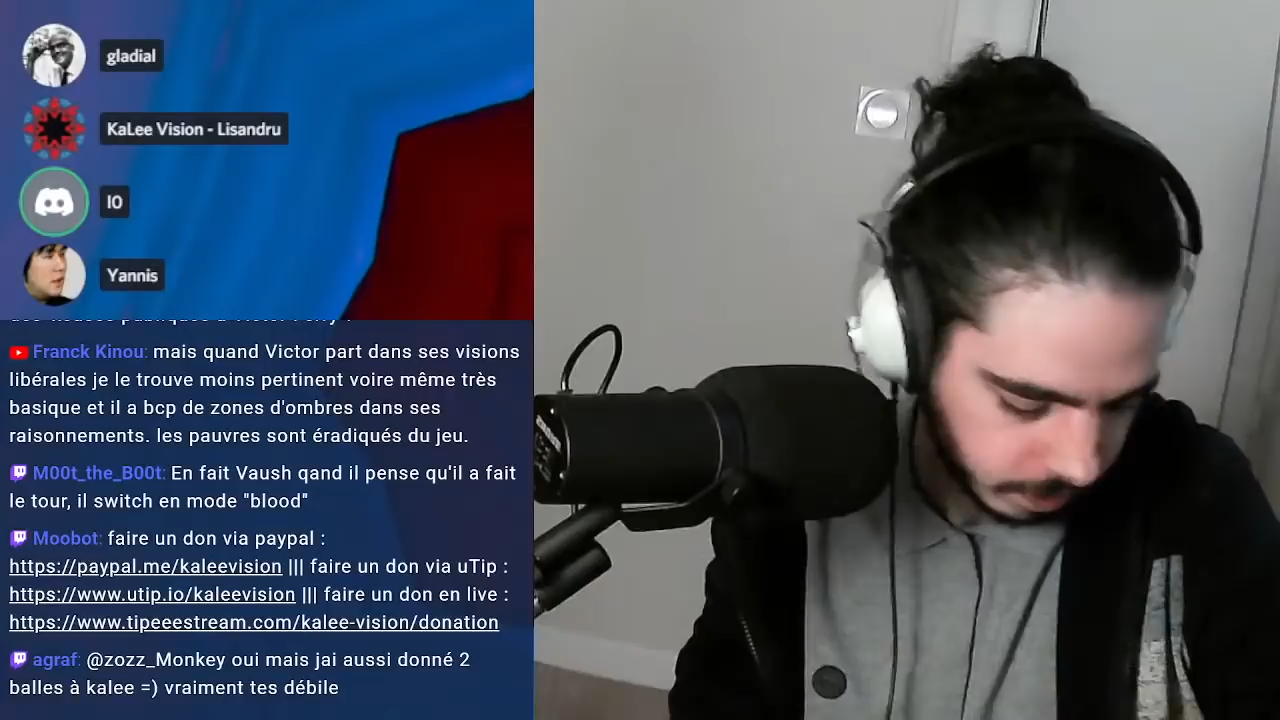 gladial
KaLee Vision - Lisandru
IO
Yannis
Franck Kinou: mais quand Victor part dans ses visions
libérales je le trouve moins pertinent voire même très
basique et il a bcp de zones d'ombres dans ses
raisonnements. les pauvres sont éradiqués du jeu.
M00t_the_B00t: En fait Vaush qand il pense qu'il a fait
le tour, il switch en mode "blood"
Moobot: faire un don via paypal :
https://paypal.me/kaleevision ||| faire un don via uTip :
https://www.utip.io/kaleevision ||| faire un don en live :
https://www.tipeeestream.com/kalee-vision/donation
agraf: @zozz_Monkey oui mais jai aussi donné 2
balles à kalee =) vraiment tes débile